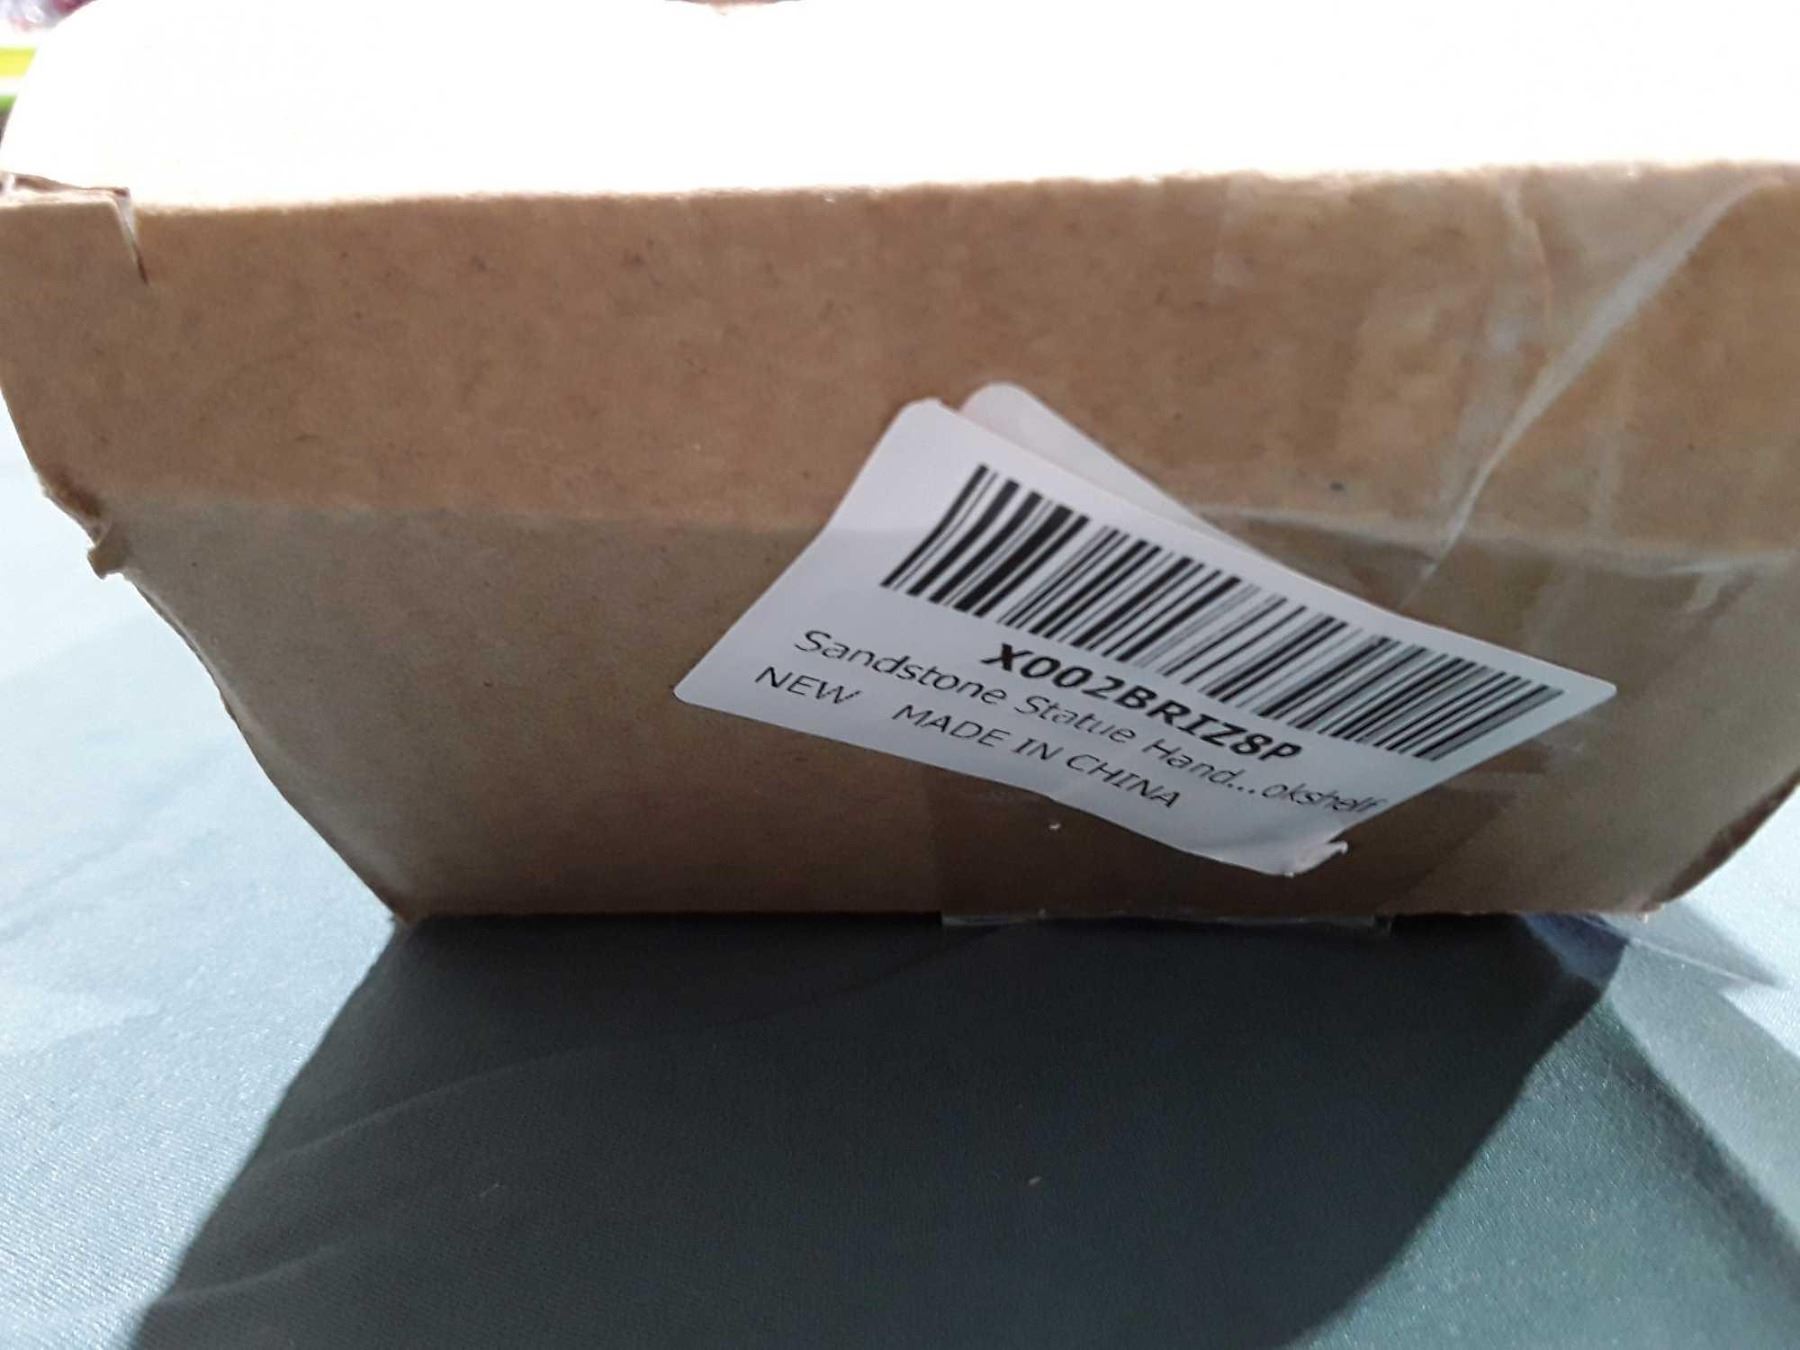 X002BRIZ8P
Sandstone Statue Hand...okshelf
NEW MADE IN CHINA